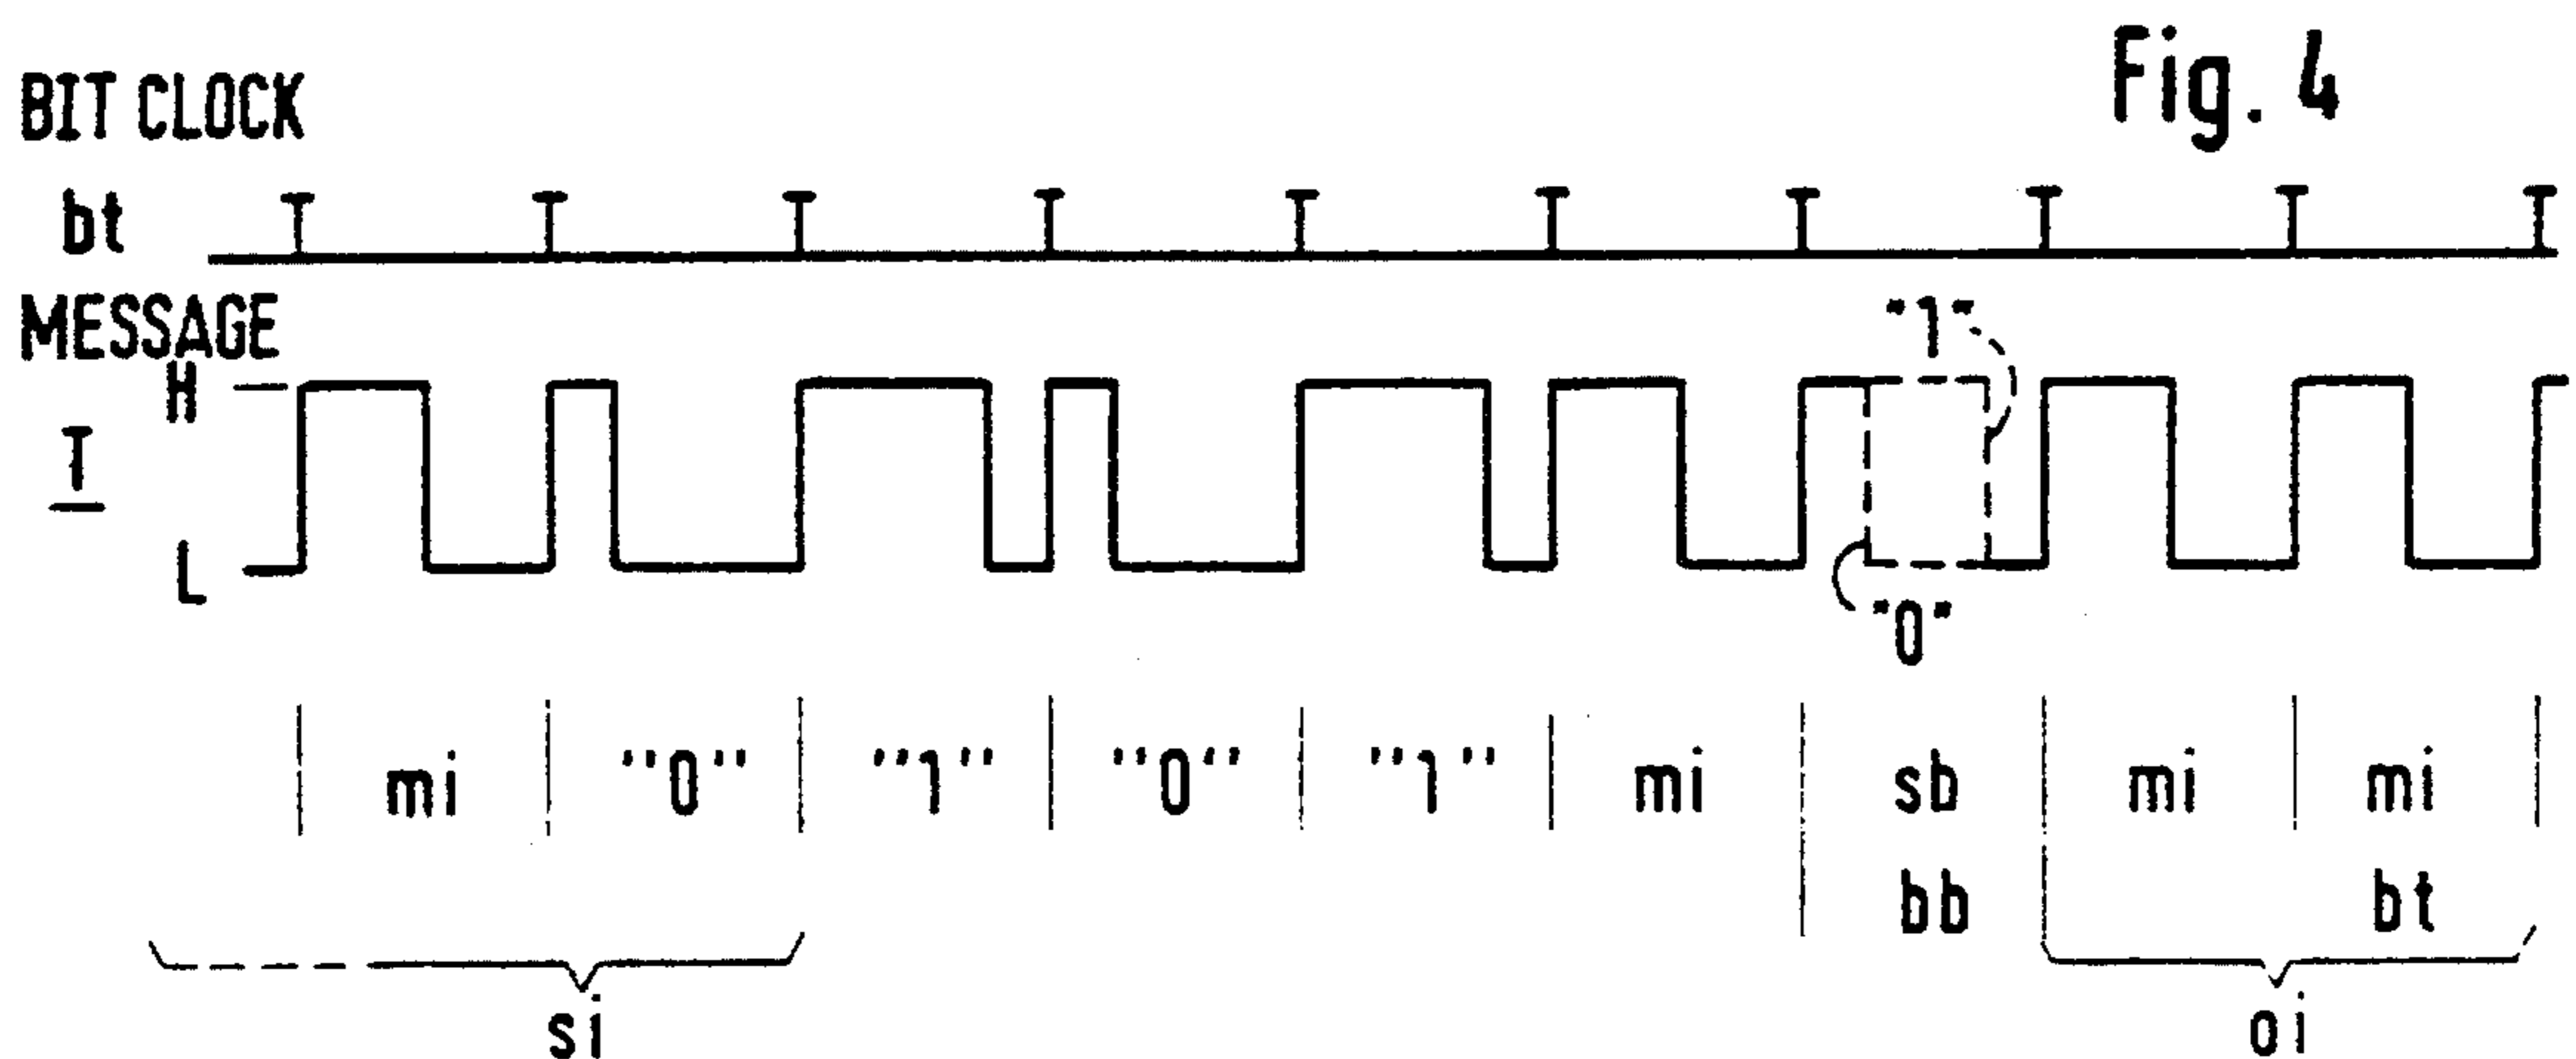 Fig. 4
BIT CLOCK
bt
MESSAGE
H
T
L
"1"
"0"
mi "0" "1" "0" "1" mi sb mi mi
bb bt
si oi